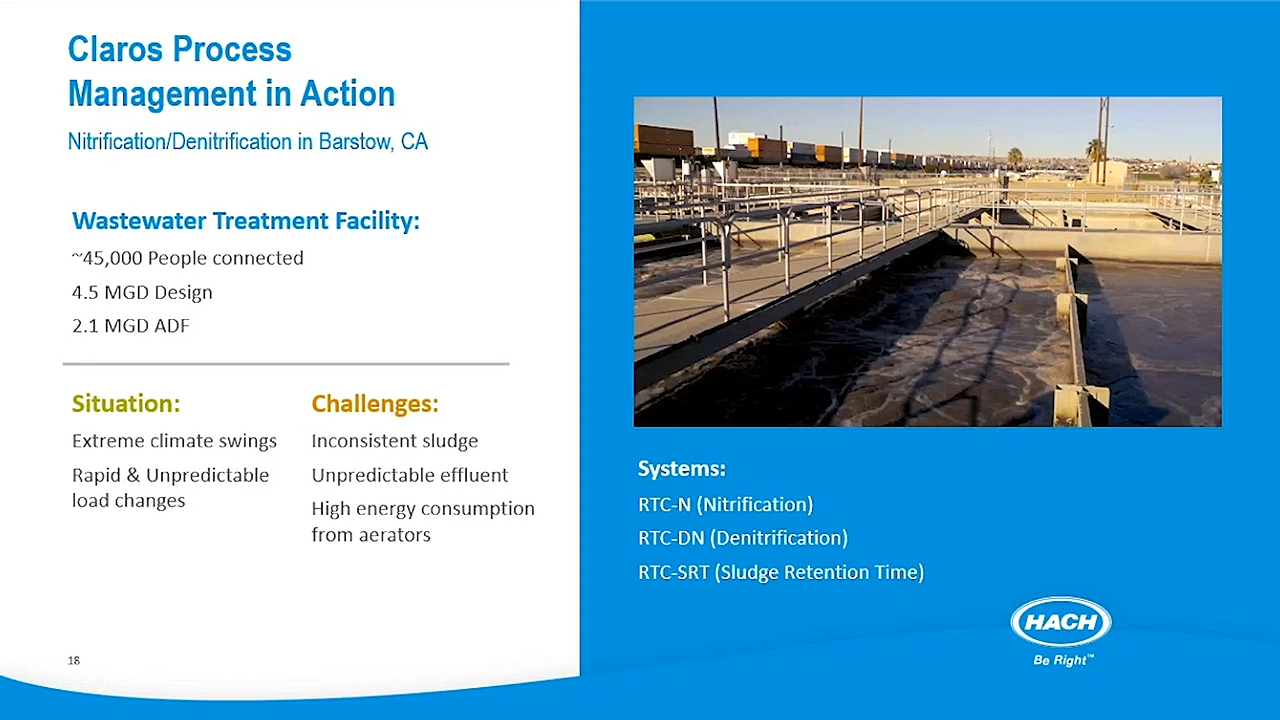 Claros Process
Management in Action
Nitrification/Denitrification in Barstow, CA
Wastewater Treatment Facility:
~45,000 People connected
4.5 MGD Design
2.1 MGD ADF
Situation:
Extreme climate swings
Rapid & Unpredictable
load changes
Challenges:
Inconsistent sludge
Unpredictable effluent
High energy consumption
from aerators
Systems:
RTC-N (Nitrification)
RTC-DN (Denitrification)
RTC-SRT (Sludge Retention Time)
HACH
Be Right™
18